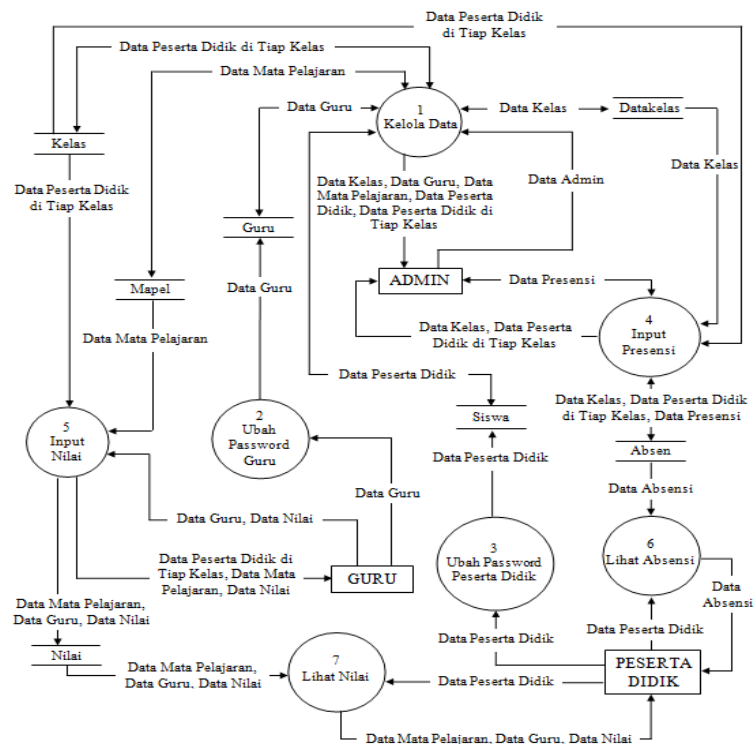 Data Peserta Didik
di Tiap Kelas
Data Peserta Didik di Tiap Kelas
Data Mata Pelajaran
Data Guru
1
Kelola Data
Data Kelas
Datakelas
Kelas
Data Kelas
Data Peserta Didik
di Tiap Kelas
Data Kelas, Data Guru, Data
Mata Pelajaran, Data Peserta
Didik, Data Peserta Didik di
Tiap Kelas
Data Admin
Guru
Mapel
Data Guru
ADMIN
Data Presensi
4
Input
Presensi
Data Mata Pelajaran
Data Kelas, Data Peserta
Didik di Tiap Kelas
Data Peserta Didik
Data Kelas, Data Peserta Didik
di Tiap Kelas, Data Presensi
5
Input
Nilai
2
Ubah
Password
Guru
Siswa
Absen
Data Peserta Didik
Data Absensi
Data Guru
Data Guru, Data Nilai
3
Ubah Password
Peserta Didik
6
Lihat Absensi
Data Peserta Didik di
Tiap Kelas, Data Mata
Pelajaran, Data Nilai
GURU
Data
Absensi
Data Mata Pelajaran,
Data Guru, Data Nilai
Data Peserta Didik
Data Peserta Didik
Nilai
Data Mata Pelajaran,
Data Guru, Data Nilai
7
Lihat Nilai
Data Peserta Didik
PESERTA
DIDIK
Data Mata Pelajaran, Data Guru, Data Nilai